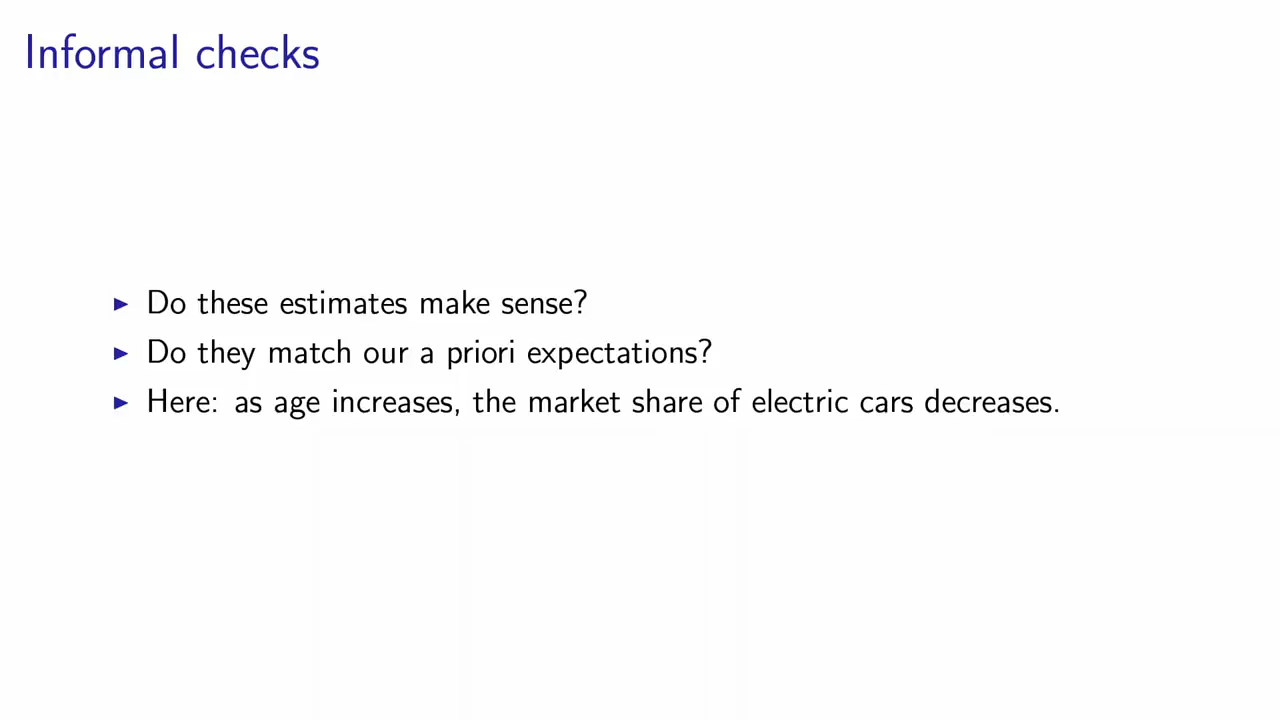 Informal checks
▶ Do these estimates make sense?
▶ Do they match our a priori expectations?
▶ Here: as age increases, the market share of electric cars decreases.